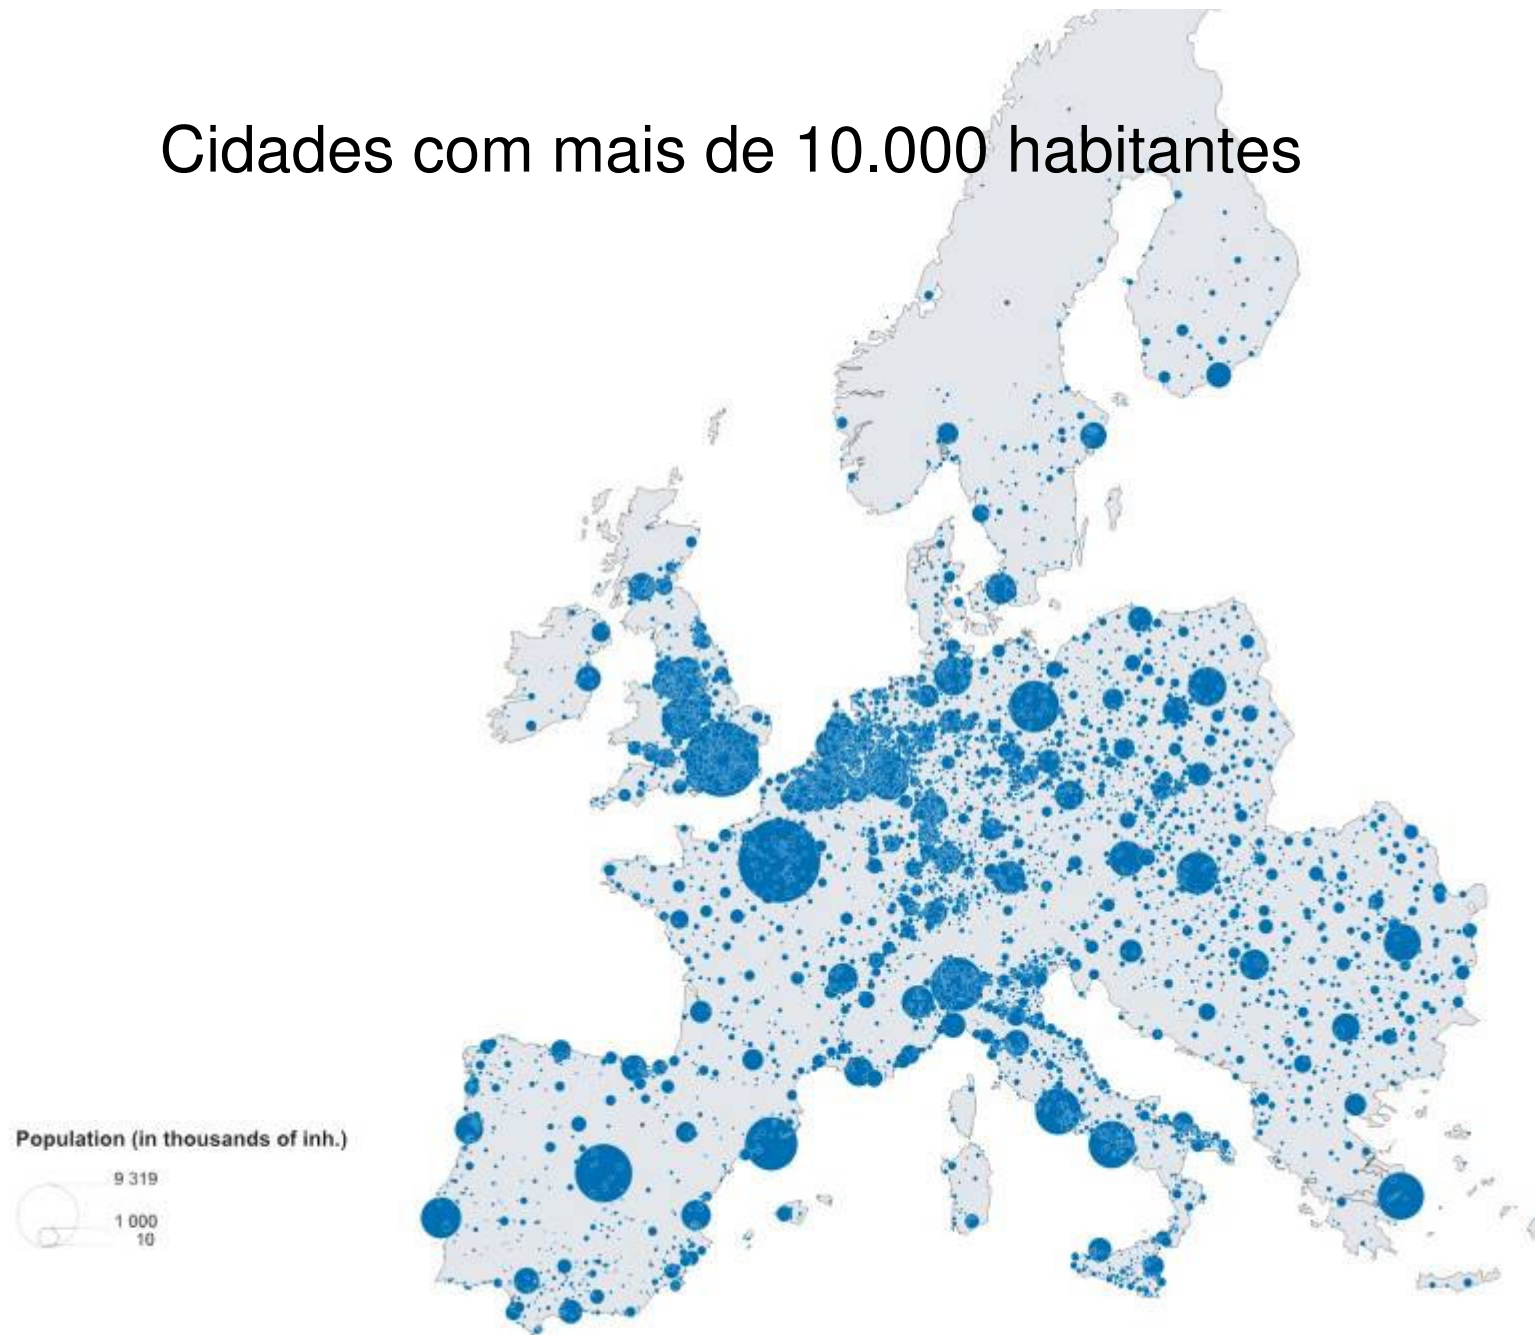 Cidades com mais de 10.000 habitantes
Population (in thousands of inh.)
9 319
1 000
10